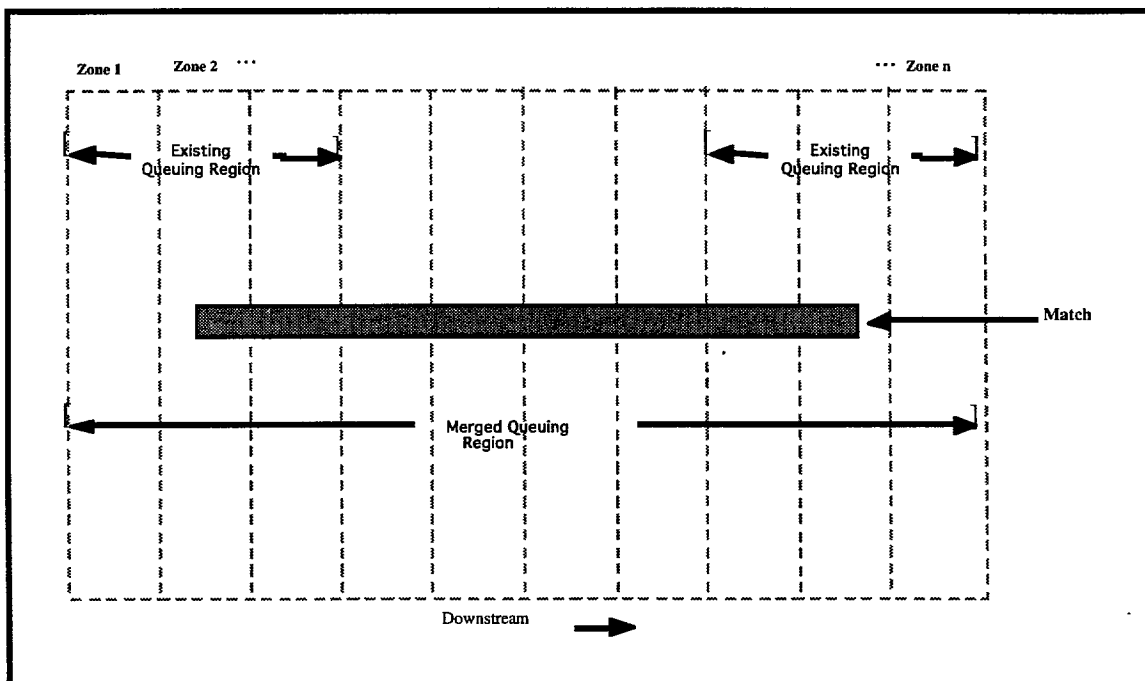 Zone 1 Zone 2 ... ... Zone n
Existing
Queuing Region
Existing
Queuing Region
Match
Merged Queuing
Region
Downstream